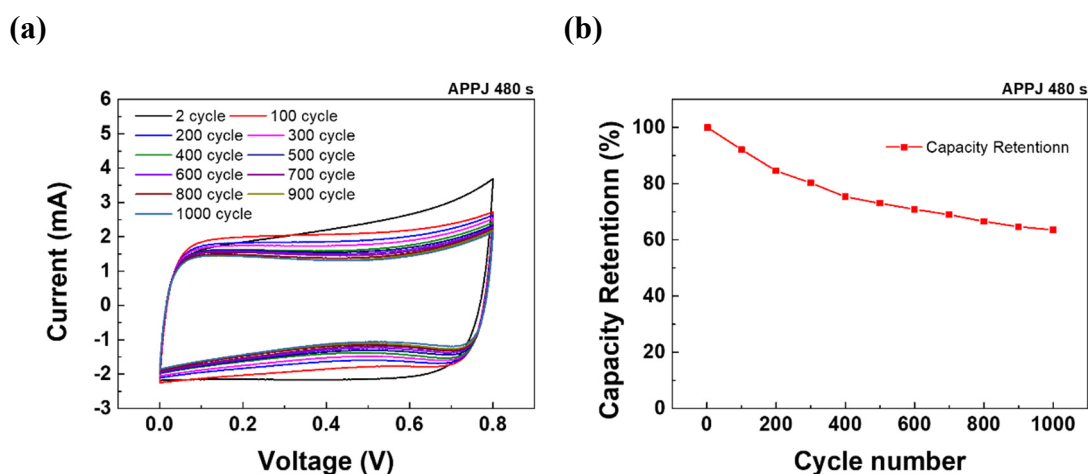 (a)
APPJ 480 s
6
5
4
3
2
1
0
-1
-2
-3
Current (mA)
2 cycle 100 cycle
200 cycle 300 cycle
400 cycle 500 cycle
600 cycle 700 cycle
800 cycle 900 cycle
1000 cycle
0.0 0.2 0.4 0.6 0.8
Voltage (V)
(b)
APPJ 480 s
100
80
60
40
20
0
Capacity Retentionn (%)
Capacity Retentionn
0 200 400 600 800 1000
Cycle number